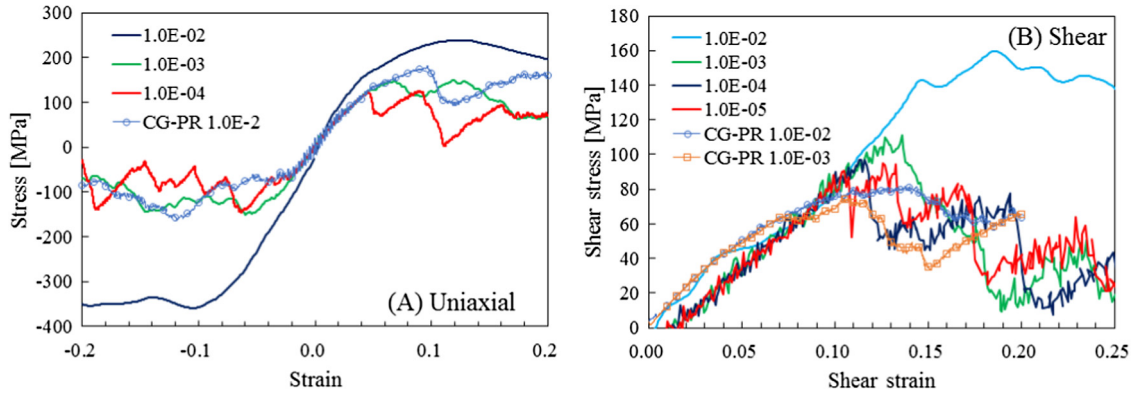 300
200
100
0
-100
-200
-300
-400
Stress [MPa]
1.0E-02
1.0E-03
1.0E-04
CG-PR 1.0E-2
(A) Uniaxial
-0.2
-0.1
0.0
0.1
0.2
Strain
180
160
140
120
100
80
60
40
20
0
Shear stress [MPa]
1.0E-02
1.0E-03
1.0E-04
1.0E-05
CG-PR 1.0E-02
CG-PR 1.0E-03
(B) Shear
0.00
0.05
0.10
0.15
0.20
0.25
Shear strain